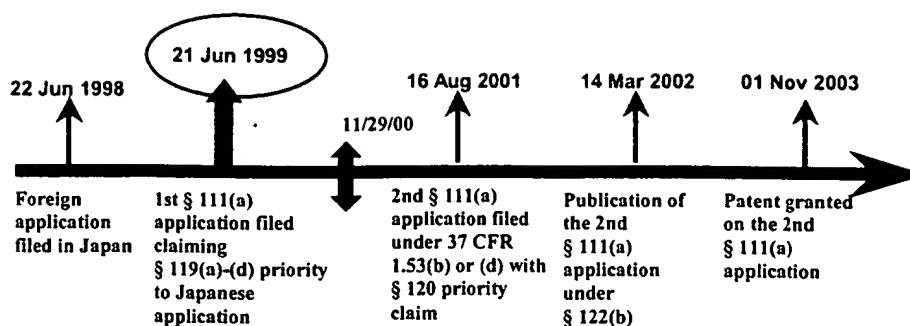 22 Jun 1998
21 Jun 1999
11/29/00
16 Aug 2001
14 Mar 2002
01 Nov 2003
Foreign
application
filed in Japan
1st § 111(a)
application filed
claiming
§ 119(a)-(d) priority
to Japanese
application
2nd § 111(a)
application filed
under 37 CFR
1.53(b) or (d) with
§ 120 priority
claim
Publication of
the 2nd
§ 111(a)
application
under
§ 122(b)
Patent granted
on the 2nd
§ 111(a)
application